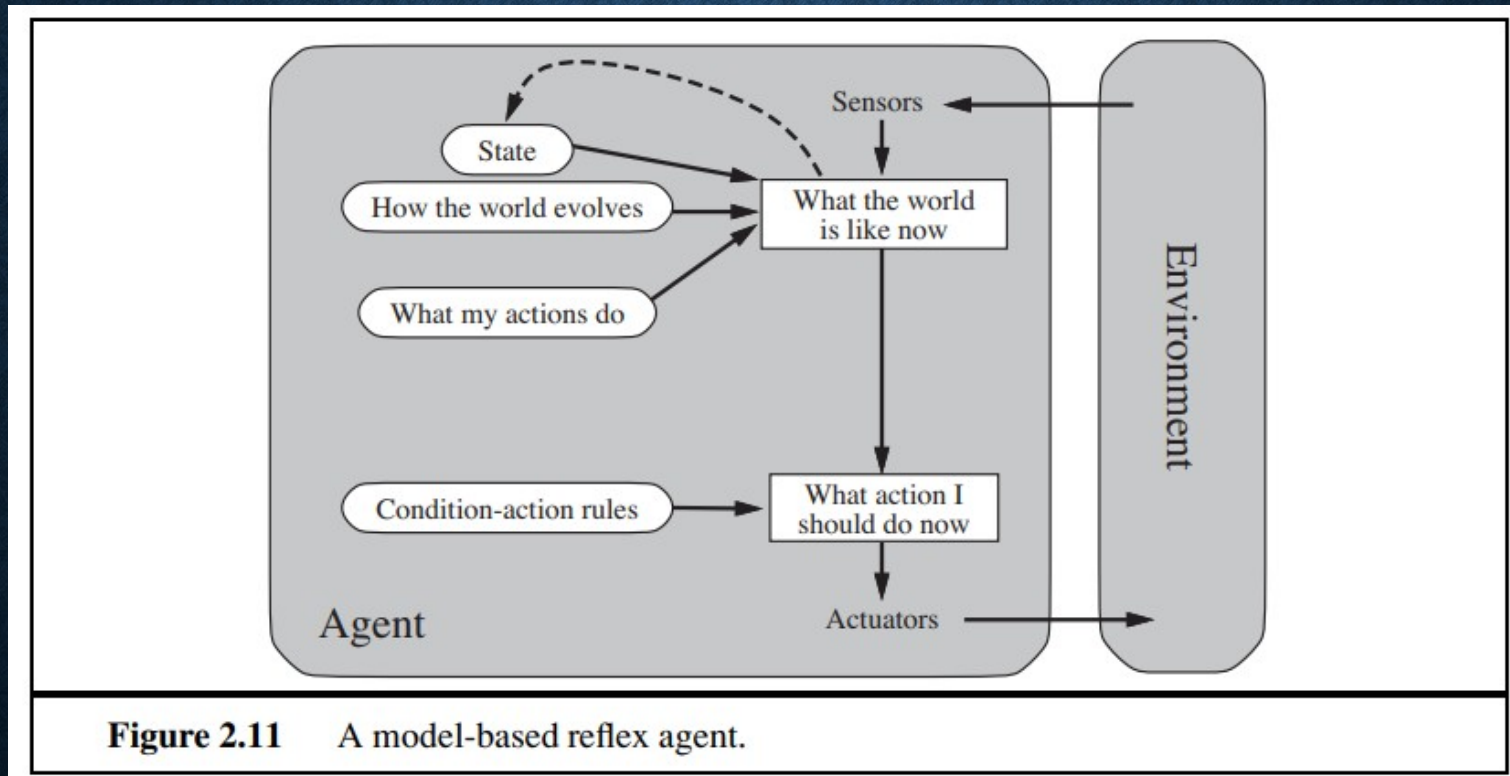 Sensors
State
How the world evolves
What the world
is like now
What my actions do
Environment
Condition-action rules
What action I
should do now
Agent
Actuators
Figure 2.11 A model-based reflex agent.